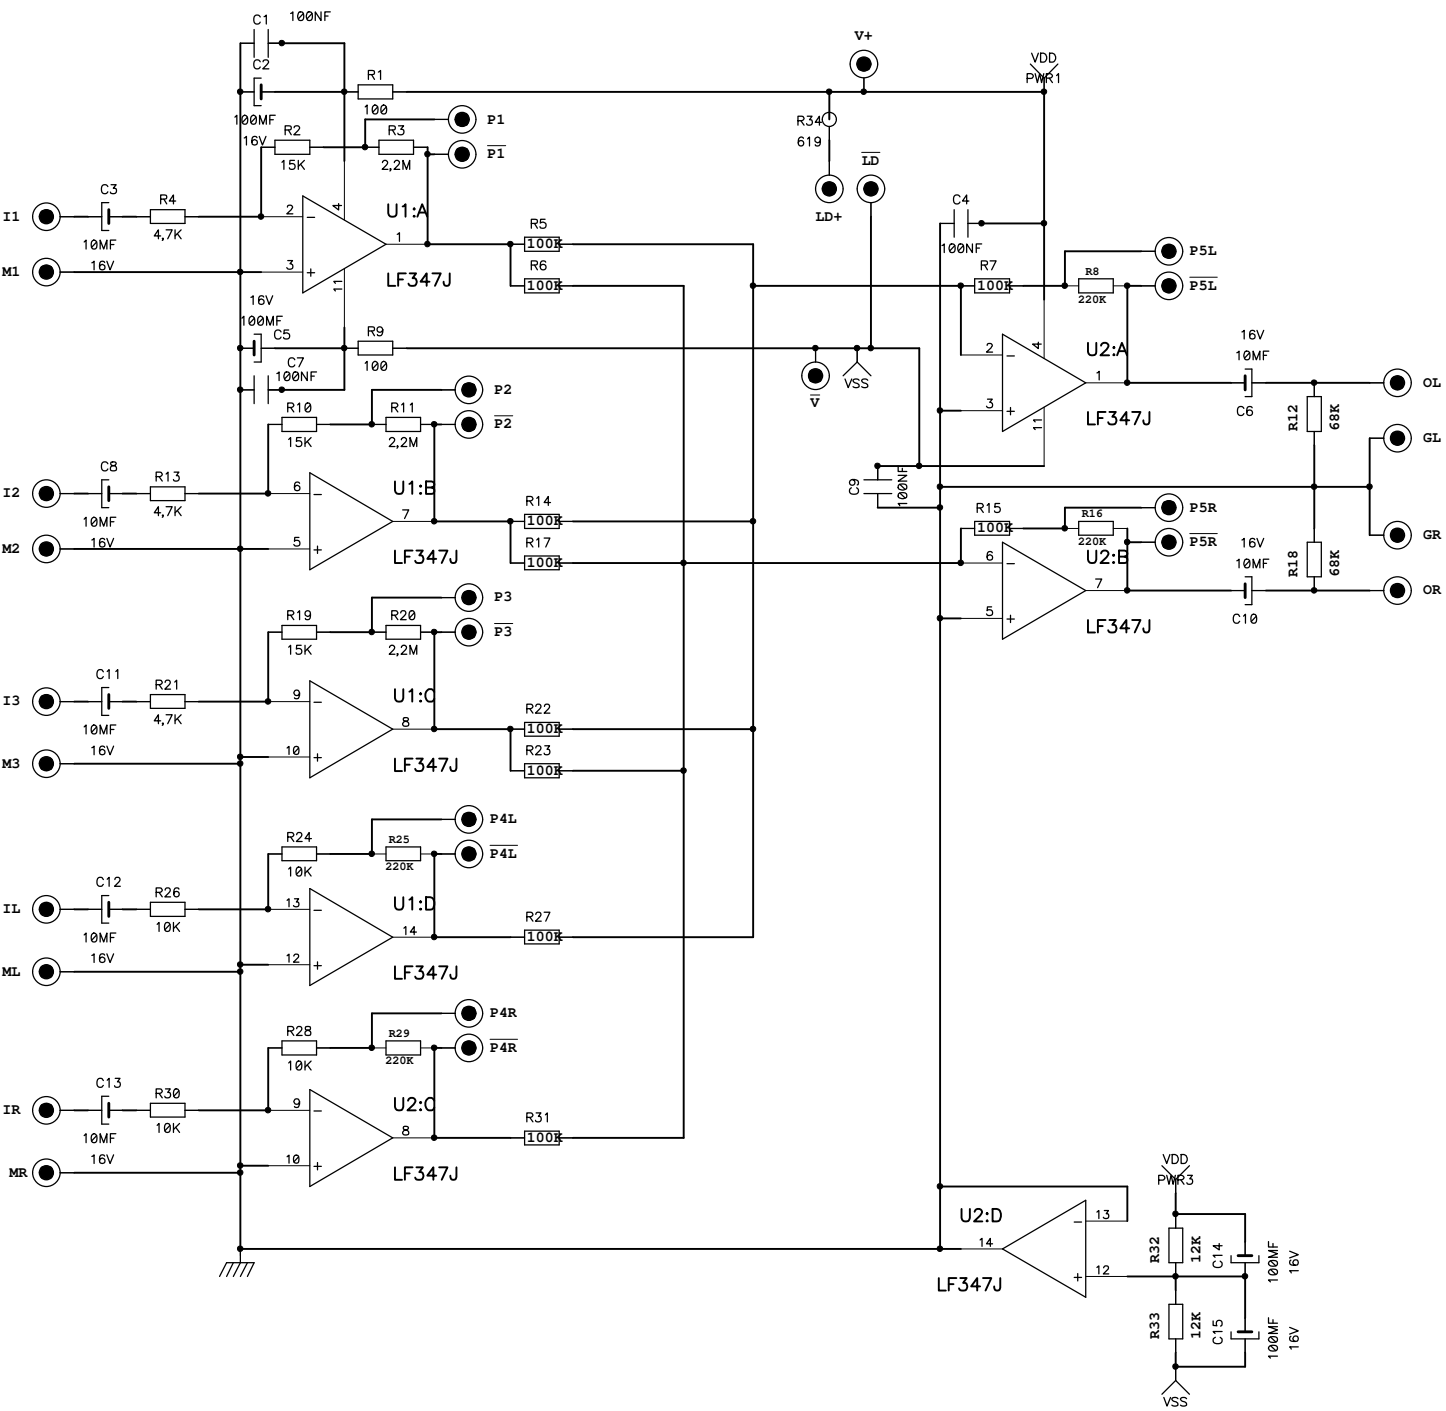 C1 100NF
C2
100MF
16V
R1
100
R2
15K
R3
2,2M
P1
P1
V+
VDD
PWR1
R34
619
LD
LD+
I1
C3
10MF
16V
R4
4,7K
M1
2
3
4
11
1
U1:A
LF347J
R5
100K
R6
100K
C4
100NF
R7
100K
R8
220K
P5L
P5L
16V
100MF
C5
C7
100NF
R9
100
V
VSS
2
3
4
11
1
U2:A
LF347J
16V
10MF
C6
OL
R12
68K
GL
R10
15K
R11
2,2M
P2
P2
I2
C8
10MF
16V
R13
4,7K
M2
6
5
7
U1:B
LF347J
R14
100K
R17
100K
C9
100NF
R15
100K
R16
220K
P5R
P5R
6
5
7
U2:B
LF347J
16V
10MF
C10
R18
68K
GR
OR
R19
15K
R20
2,2M
P3
P3
I3
C11
10MF
16V
R21
4,7K
M3
9
10
8
U1:C
LF347J
R22
100K
R23
100K
R24
10K
R25
220K
P4L
P4L
IL
C12
10MF
16V
R26
10K
ML
13
12
14
U1:D
LF347J
R27
100K
R28
10K
R29
220K
P4R
P4R
IR
C13
10MF
16V
R30
10K
MR
9
10
8
U2:C
LF347J
R31
100K
U2:D
14
13
12
LF347J
VDD
PWR3
R32
12K
C14
100MF
16V
R33
12K
C15
100MF
16V
VSS